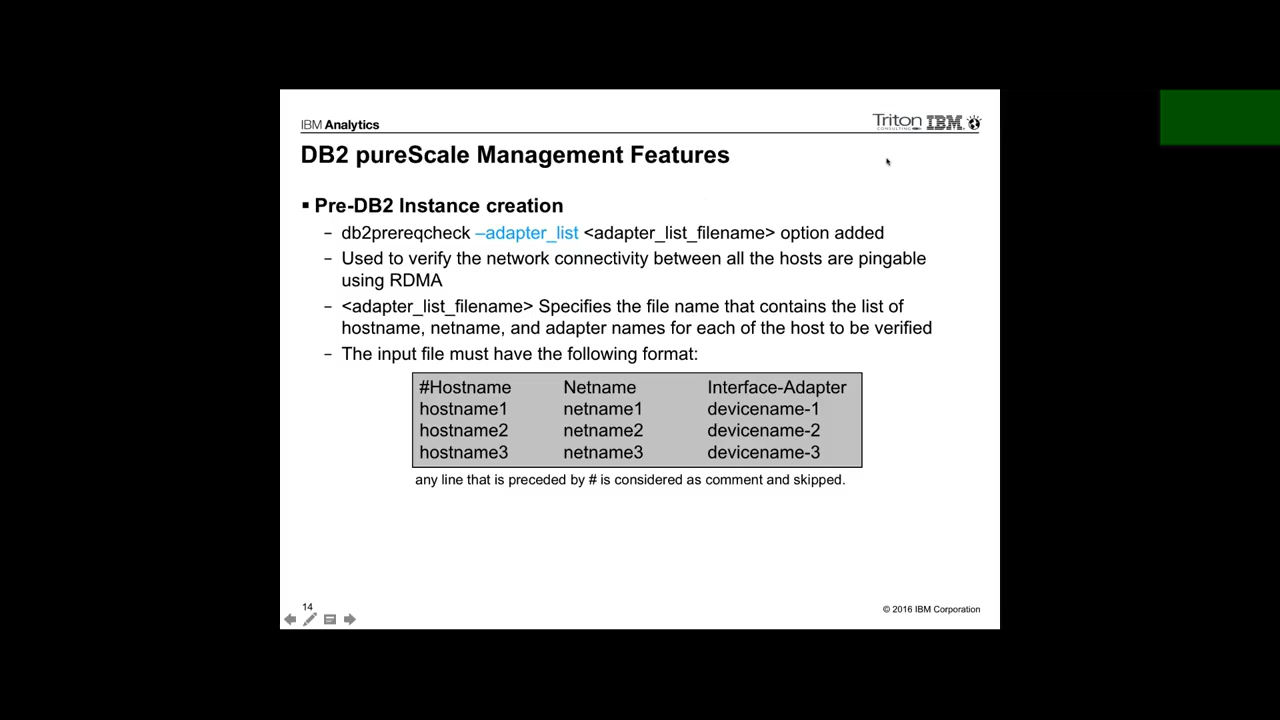 IBM Analytics
Triton IBM
CONSULTING
DB2 pureScale Management Features
▪ Pre-DB2 Instance creation
– db2prereqcheck –adapter_list <adapter_list_filename> option added
– Used to verify the network connectivity between all the hosts are pingable
using RDMA
– <adapter_list_filename> Specifies the file name that contains the list of
hostname, netname, and adapter names for each of the host to be verified
– The input file must have the following format:
#Hostname Netname Interface-Adapter
hostname1 netname1 devicename-1
hostname2 netname2 devicename-2
hostname3 netname3 devicename-3
any line that is preceded by # is considered as comment and skipped.
14
© 2016 IBM Corporation